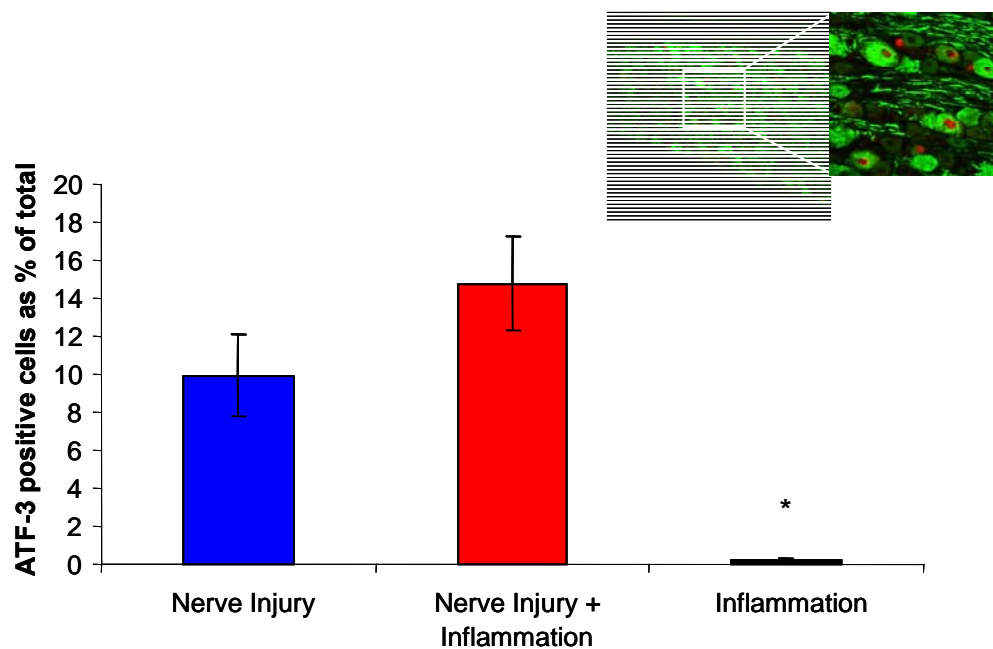 ATF-3 positive cells as % of total
20
18
16
14
12
10
8
6
4
2
0
*
Nerve Injury
Nerve Injury +
Inflammation
Inflammation